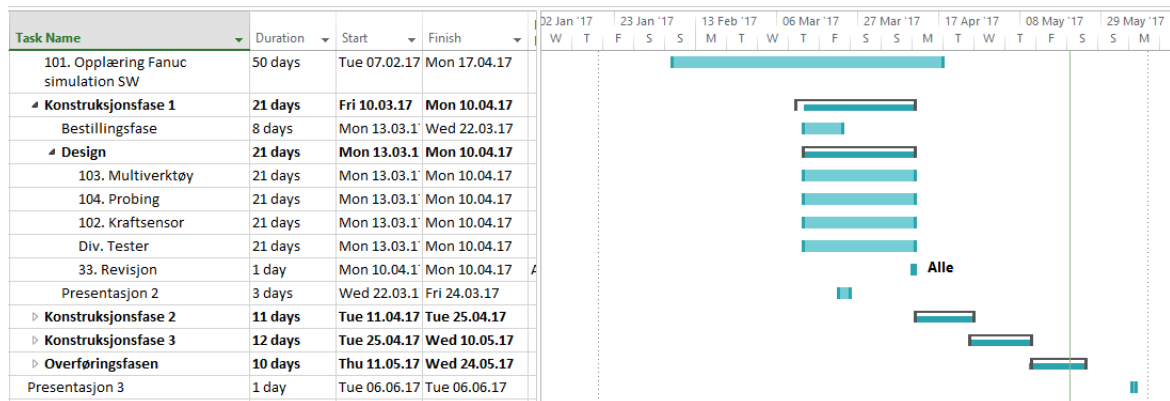 02 Jan '17 23 Jan '17 13 Feb '17 06 Mar '17 27 Mar '17 17 Apr '17 08 May '17 29 May '17
Task Name Duration Start Finish W T F S S M T W T F S S M T W T F S S M
101. Opplæring Fanuc simulation SW 50 days Tue 07.02.17 Mon 17.04.17
Konstruksjonsfase 1 21 days Fri 10.03.17 Mon 10.04.17
Bestillingsfase 8 days Mon 13.03.1 Wed 22.03.17
Design 21 days Mon 13.03.1 Mon 10.04.17
103. Multiverktøy 21 days Mon 13.03.1 Mon 10.04.17
104. Probing 21 days Mon 13.03.1 Mon 10.04.17
102. Kraftsensor 21 days Mon 13.03.1 Mon 10.04.17
Div. Tester 21 days Mon 13.03.1 Mon 10.04.17
33. Revisjon 1 day Mon 10.04.1 Mon 10.04.17 Alle
Presentasjon 2 3 days Wed 22.03.1 Fri 24.03.17
Konstruksjonsfase 2 11 days Tue 11.04.17 Tue 25.04.17
Konstruksjonsfase 3 12 days Tue 25.04.17 Wed 10.05.17
Overføringsfasen 10 days Thu 11.05.17 Wed 24.05.17
Presentasjon 3 1 day Tue 06.06.17 Tue 06.06.17